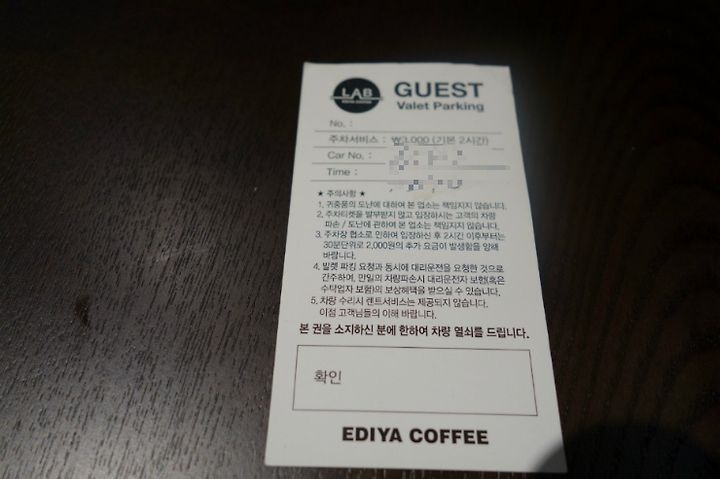 LAB
EDIYA COFFEE
GUEST
Valet Parking
No. :
주차서비스 : ₩3,000 (기본 2시간)
Car No. :
Time :
★ 주의사항 ★
1. 귀중품의 도난에 대하여 본 업소는 책임지지 않습니다.
2. 주차티켓을 발부받지 않고 입장하시는 고객의 차량
파손 / 도난에 관하여 본 업소는 책임지지 않습니다.
3. 주차장 협소로 인하여 입장하신 후 2시간 이후부터는
30분단위로 2,000원의 추가 요금이 발생함을 양해
바랍니다.
4. 발렛 파킹 요청과 동시에 대리운전을 요청한 것으로
간주하며, 만일의 차량파손시 대리운전자 보험(혹은
수탁업자 보험)의 보상혜택을 받으실 수 있습니다.
5. 차량 수리시 렌트서비스는 제공되지 않습니다.
이점 고객님들의 이해 바랍니다.
본 권을 소지하신 분에 한하여 차량 열쇠를 드립니다.
확인
EDIYA COFFEE